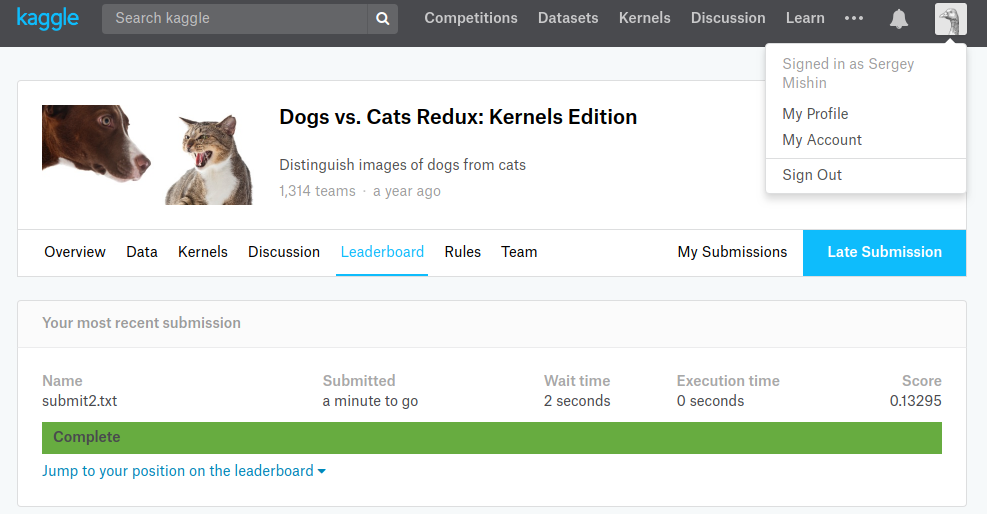 kaggle
Search kaggle
Competitions Datasets Kernels Discussion Learn •••
Signed in as Sergey
Mishin
My Profile
My Account
Sign Out
Dogs vs. Cats Redux: Kernels Edition
Distinguish images of dogs from cats
1,314 teams · a year ago
Overview Data Kernels Discussion Leaderboard Rules Team My Submissions Late Submission
Your most recent submission
Name Submitted Wait time Execution time Score
submit2.txt a minute to go 2 seconds 0 seconds 0.13295
Complete
Jump to your position on the leaderboard